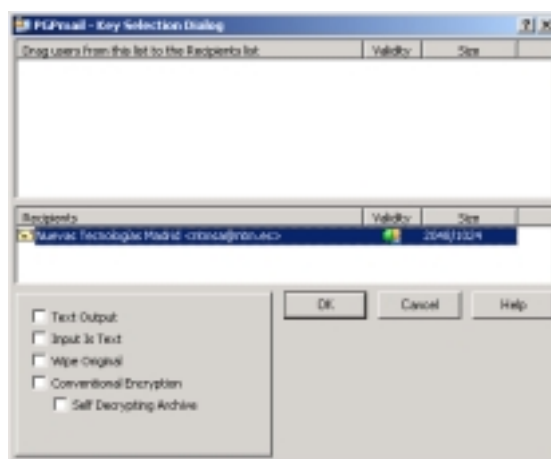 PGPmail - Key Selection Dialog
Drag users from this list to the Recipients list Validity Size
Recipients Validity Size
Nuevas Tecnologías Madrid 2048/1024
OK Cancel Help
Text Output
Input Is Text
Wipe Original
Conventional Encryption
Self Decrypting Archive